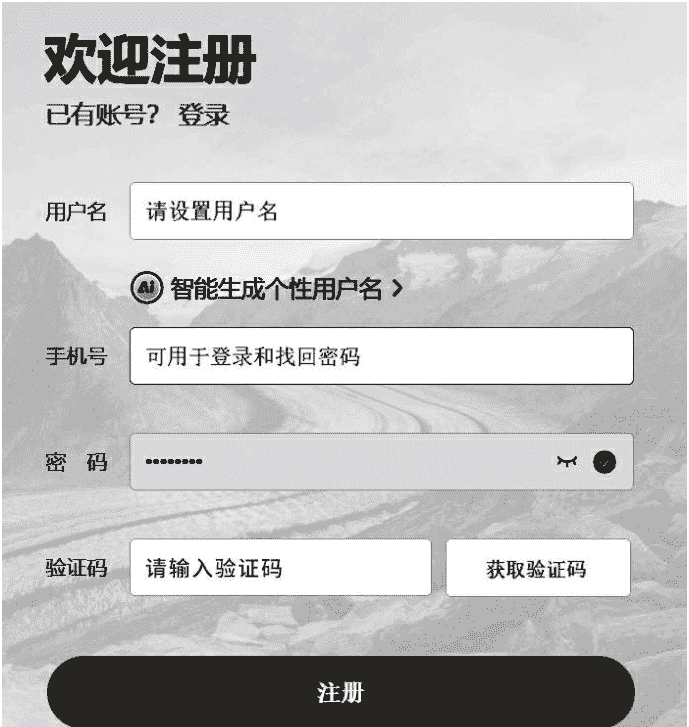 欢迎注册
已有账号? 登录
用户名 请设置用户名
Ai 智能生成个性用户名 >
手机号 可用于登录和找回密码
密 码 ••••••••
验证码 请输入验证码 获取验证码
注册